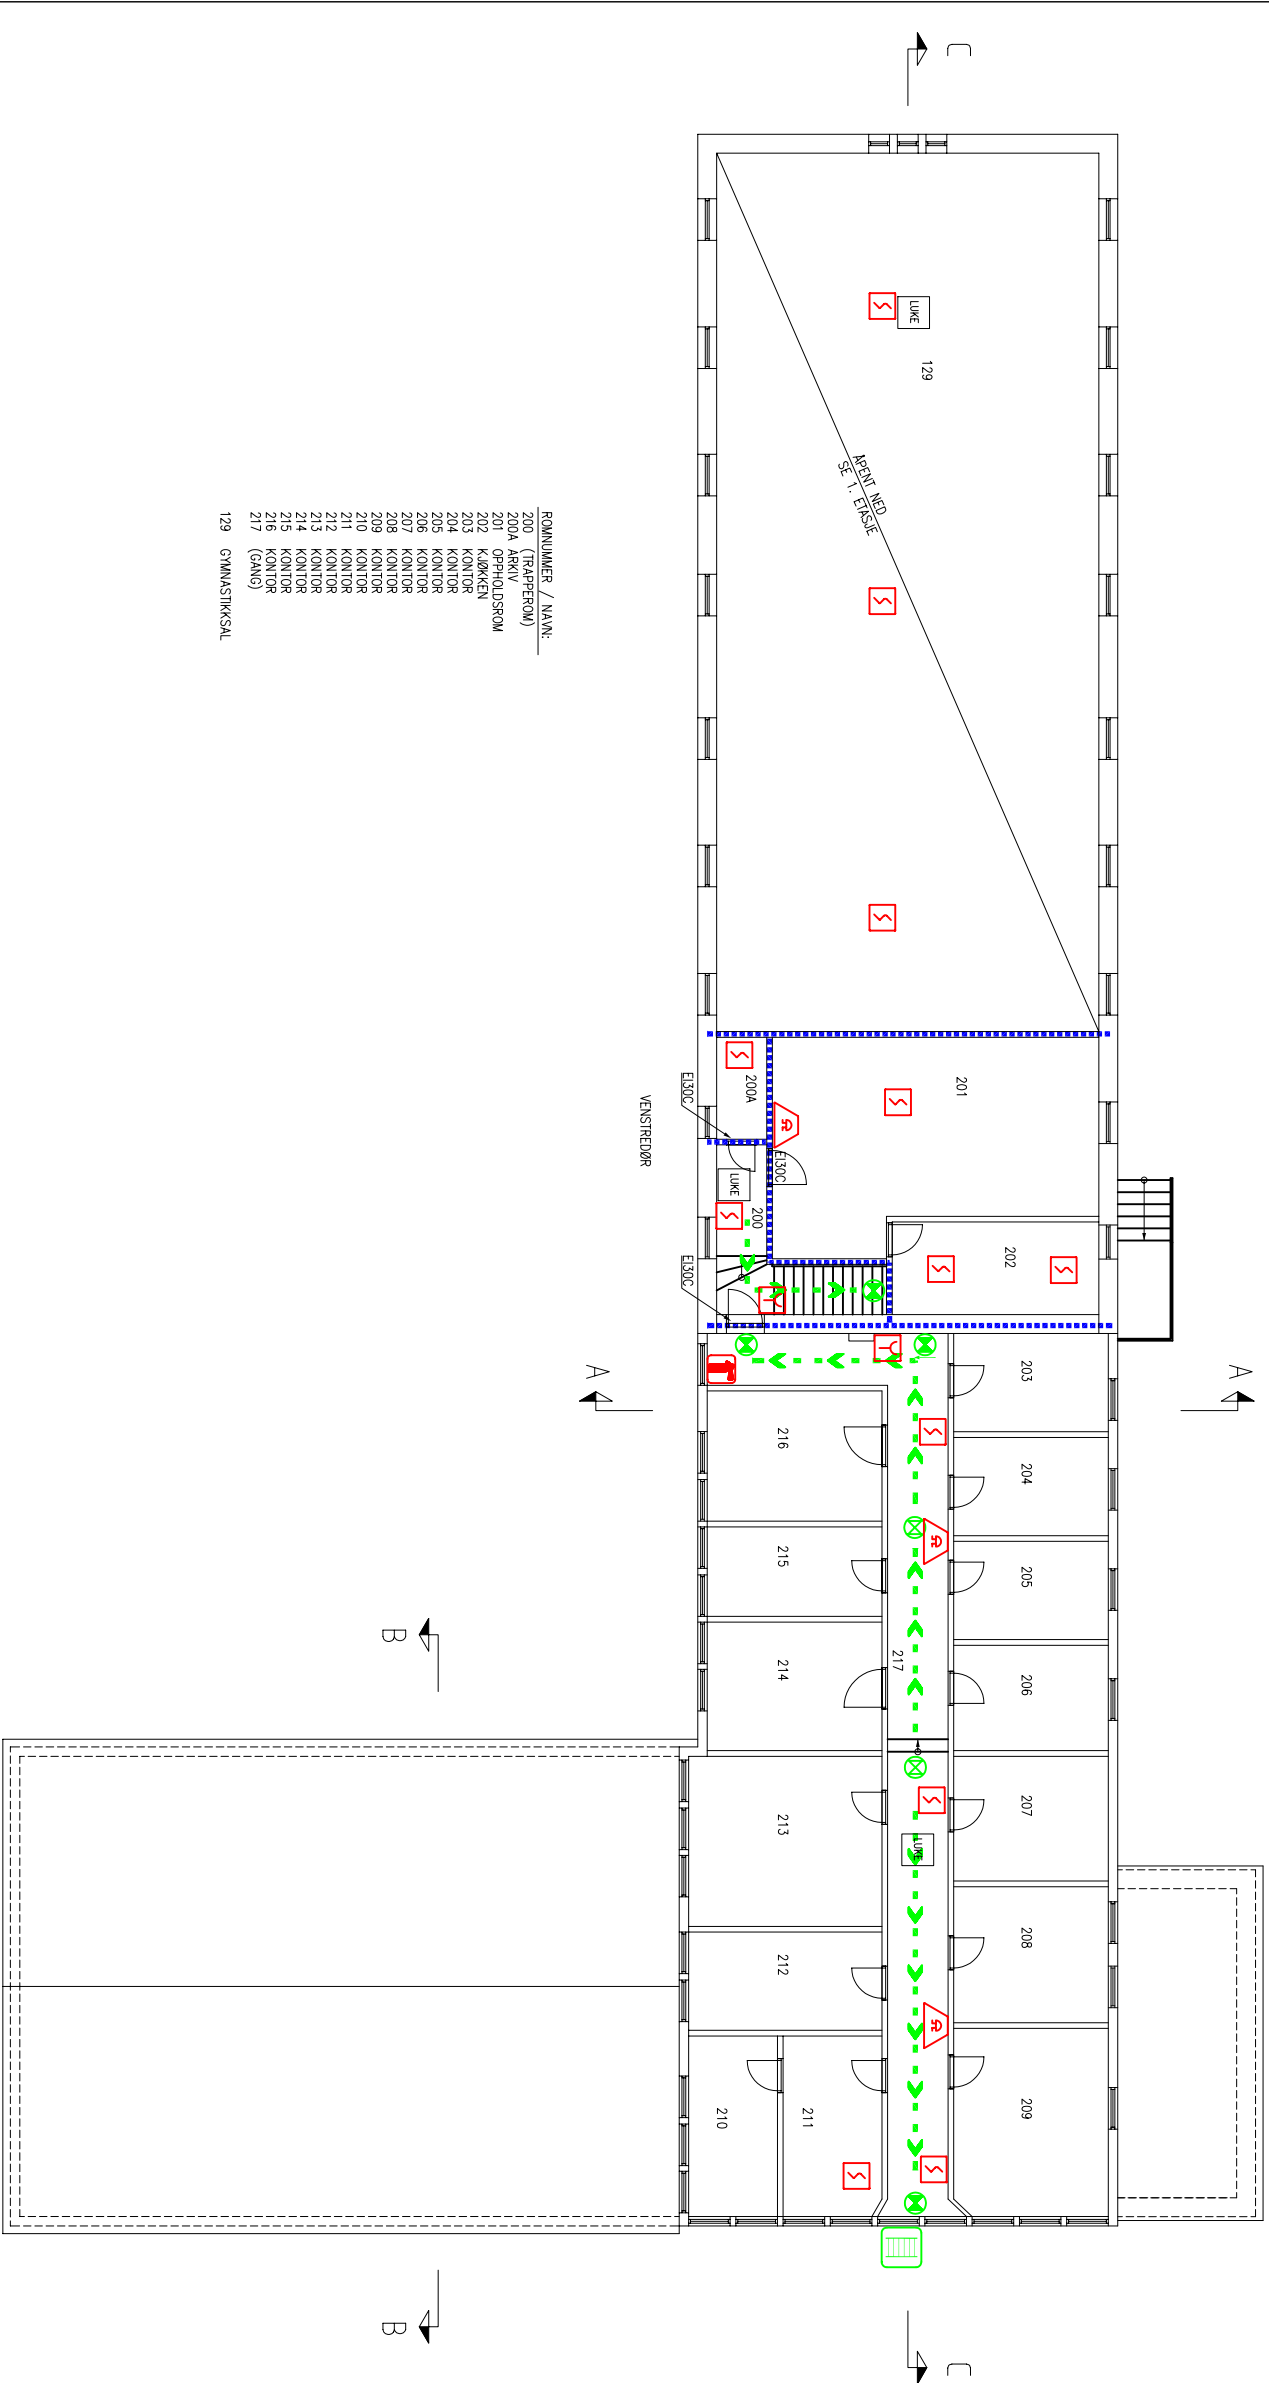 C
LUKE
129
ÅPENT NED
SE 1. ETASJE
ROMNUMMER / NAVN:
200 (TRAPPEROM)
200A ARKIV
201 OPPHOLDSROM
202 KJØKKEN
203 KONTOR
204 KONTOR
205 KONTOR
206 KONTOR
207 KONTOR
208 KONTOR
209 KONTOR
210 KONTOR
211 KONTOR
212 KONTOR
213 KONTOR
214 KONTOR
215 KONTOR
216 KONTOR
217 (GANG)
129 GYMNASTIKKSAL
201
200A
EI30C
VENSTREDØR
EI30C
LUKE
200
202
EI30C
A
A
203
216
204
215
205
B
217
214
206
207
213
LUKE
208
212
209
211
210
B
C